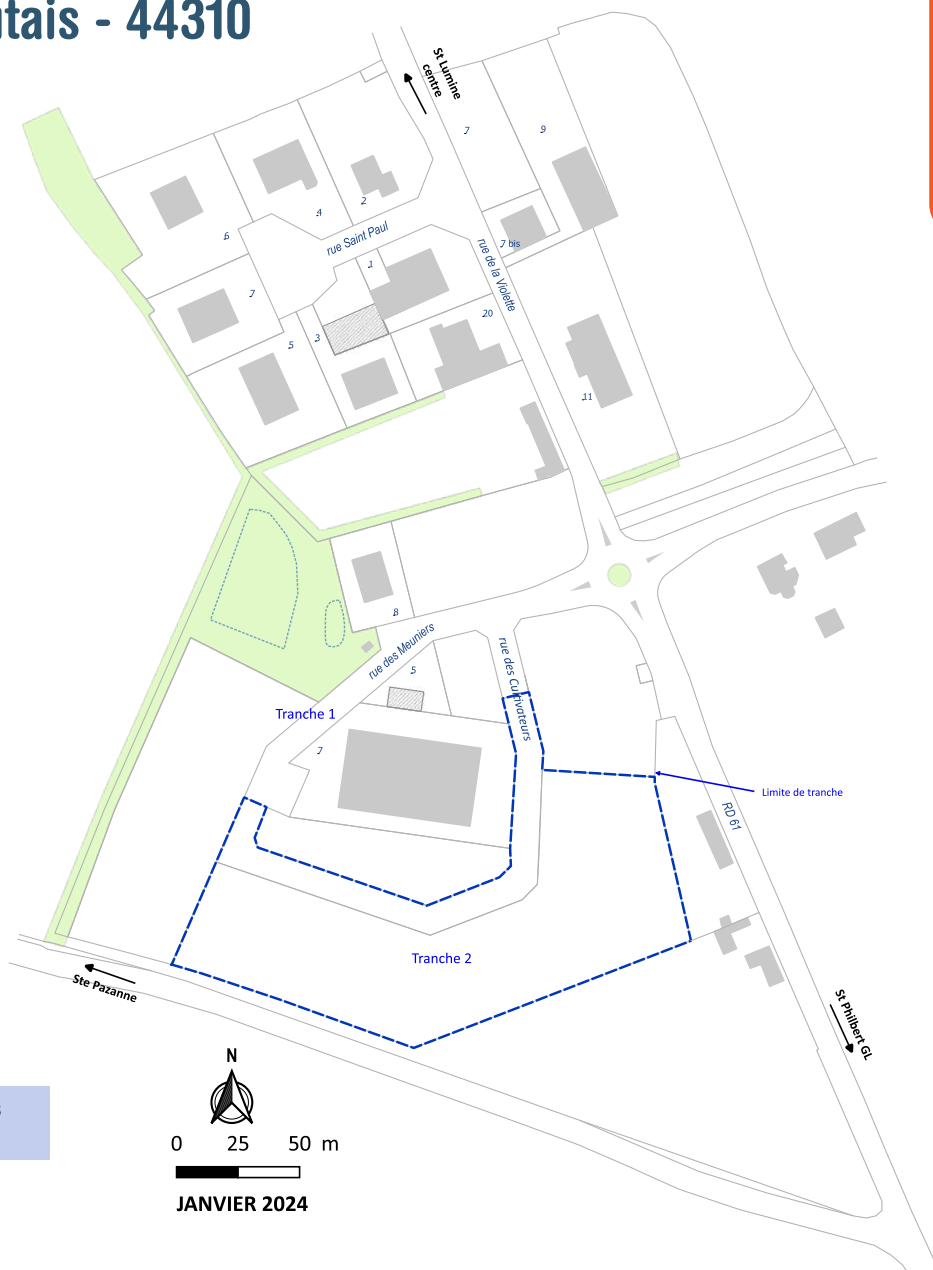 tais - 44310
St Lumine
centre
7
9
2
4
6
rue Saint Paul
7 bis
1
rue de la Violette
7
20
3
5
11
8
rue des Meuniers
rue des Cultivateurs
5
Tranche 1
7
Limite de tranche
RD 61
Tranche 2
Ste Pazanne
St Philbert GL
N
0 25 50 m
JANVIER 2024